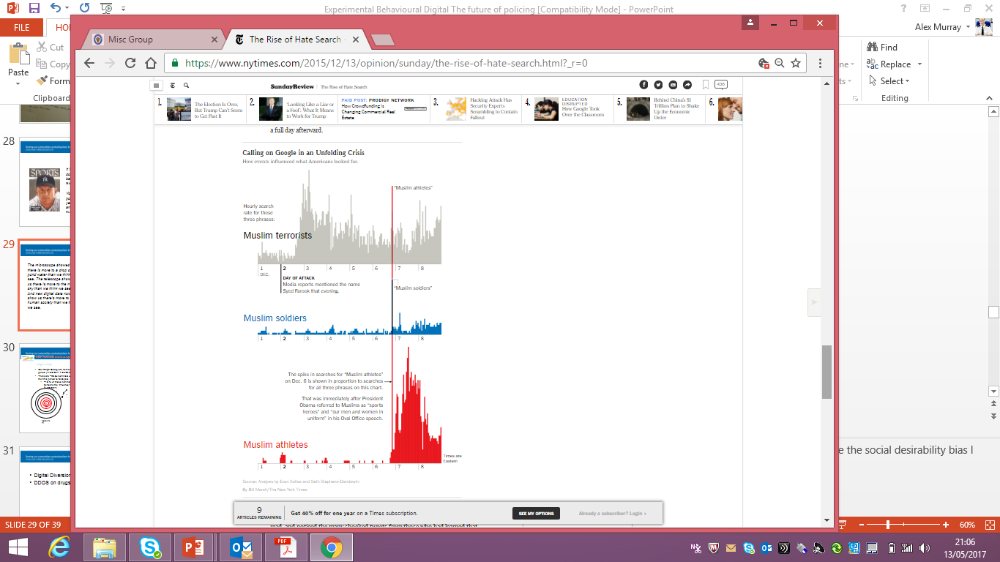 Experimental Behavioural Digital The future of policing [Compatibility Mode] - PowerPoint
FILE
Alex Murray
Cut
Copy
Paste
Clipboard
Find
Replace
Select
Editing
Misc Group
The Rise of Hate Search
https://www.nytimes.com/2015/12/13/opinion/sunday/the-rise-of-hate-search.html?_r=0
SundayReview | The Rise of Hate Search
436
1. The Election Is Over,
But Trump Can't Seem
to Get Past It
2. 'Looking Like a Liar or
a Fool': What It Means
to Work for Trump
PAID POST: PRODIGY NETWORK
How Crowdfunding Is
Changing Commercial Real
Estate
3. Hacking Attack Has
Security Experts
Scrambling to Contain
Fallout
4. EDUCATION
DISRUPTED
How Google Took
Over the Classroom
5. Behind China's $1
Trillion Plan to Shake
Up the Economic
Order
6.
a full day afterward.
Calling on Google in an Unfolding Crisis
How events influenced what Americans looked for.
"Muslim athletes"
Hourly search
rate for these
three phrases:
Muslim terrorists
1 2 3 4 5 6 7 8
DEC.
DAY OF ATTACK
Media reports mentioned the name
Syed Farook that evening.
"Muslim soldiers"
Muslim soldiers
1 2 3 4 5 6 7 8
The spike in searches for "Muslim athletes"
on Dec. 6 is shown in proportion to searches
for all three phrases on this chart.
That was immediately after President
Obama referred to Muslims as "sports
heroes" and "our men and women in
uniform" in his Oval Office speech.
Muslim athletes
Times are
Eastern
1 2 3 4 5 6 7 8
Source: Analysis by Evan Soltas and Seth Stephens-Davidowitz
By Bill Marsh/The New York Times
9
ARTICLES REMAINING
Get 40% off for one year on a Times subscription.
SEE MY OPTIONS
Already a subscriber? Login ›
read, and noticed the many shocked tweets from those who had learned that
28
SPORTS
29
The microscope showed
there is more to a drop o
pond water than we think
see. The telescope show
us there is more to the n
sky than we think we see
And new digital data now
show us there's more to
human society than we t
we see.
30
31
• Digital Diversion
• DDOS on drugs
e the social desirability bias I
SLIDE 29 OF 39
60%
21:06
13/05/2017